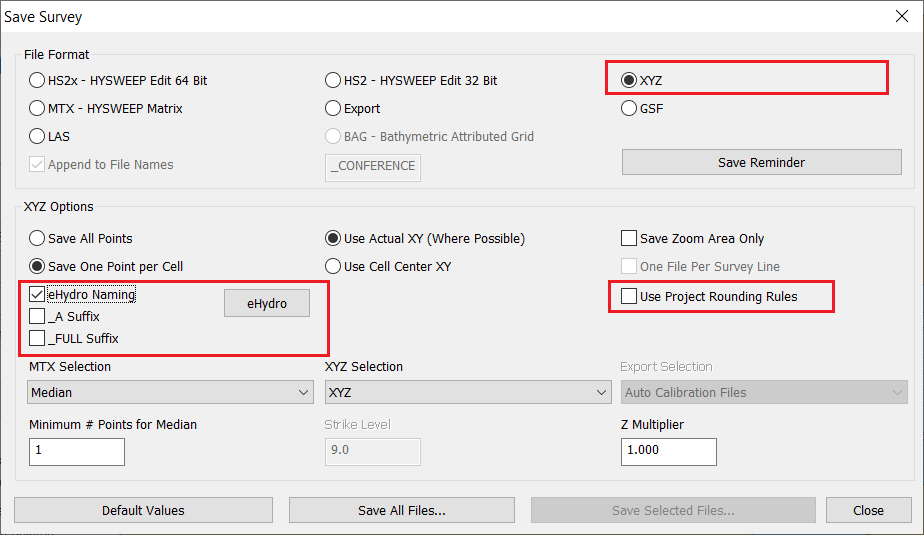 Save Survey
File Format
HS2x - HYSWEEP Edit 64 Bit
HS2 - HYSWEEP Edit 32 Bit
XYZ
MTX - HYSWEEP Matrix
Export
GSF
LAS
BAG - Bathymetric Attributed Grid
Append to File Names
_CONFERENCE
Save Reminder
XYZ Options
Save All Points
Use Actual XY (Where Possible)
Save Zoom Area Only
Save One Point per Cell
Use Cell Center XY
One File Per Survey Line
eHydro Naming
eHydro
Use Project Rounding Rules
_A Suffix
_FULL Suffix
MTX Selection
XYZ Selection
Export Selection
Median
XYZ
Auto Calibration Files
Minimum # Points for Median
Strike Level
Z Multiplier
1
9.0
1.000
Default Values
Save All Files...
Save Selected Files...
Close